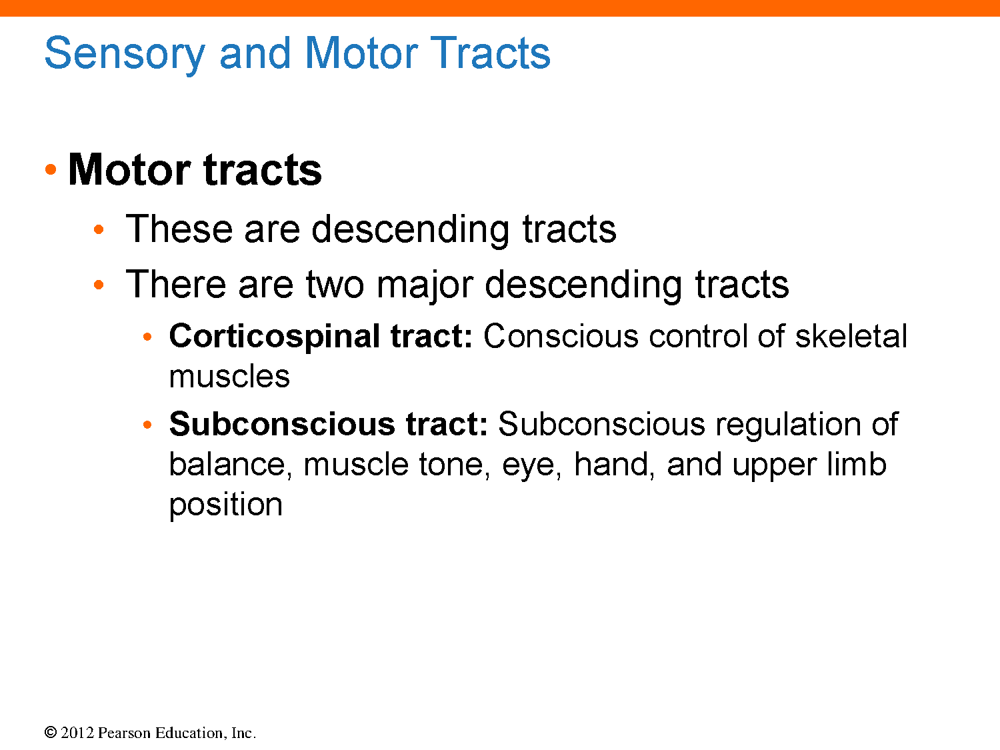 Sensory and Motor Tracts
• Motor tracts
• These are descending tracts
• There are two major descending tracts
• Corticospinal tract: Conscious control of skeletal
muscles
• Subconscious tract: Subconscious regulation of
balance, muscle tone, eye, hand, and upper limb
position
© 2012 Pearson Education, Inc.